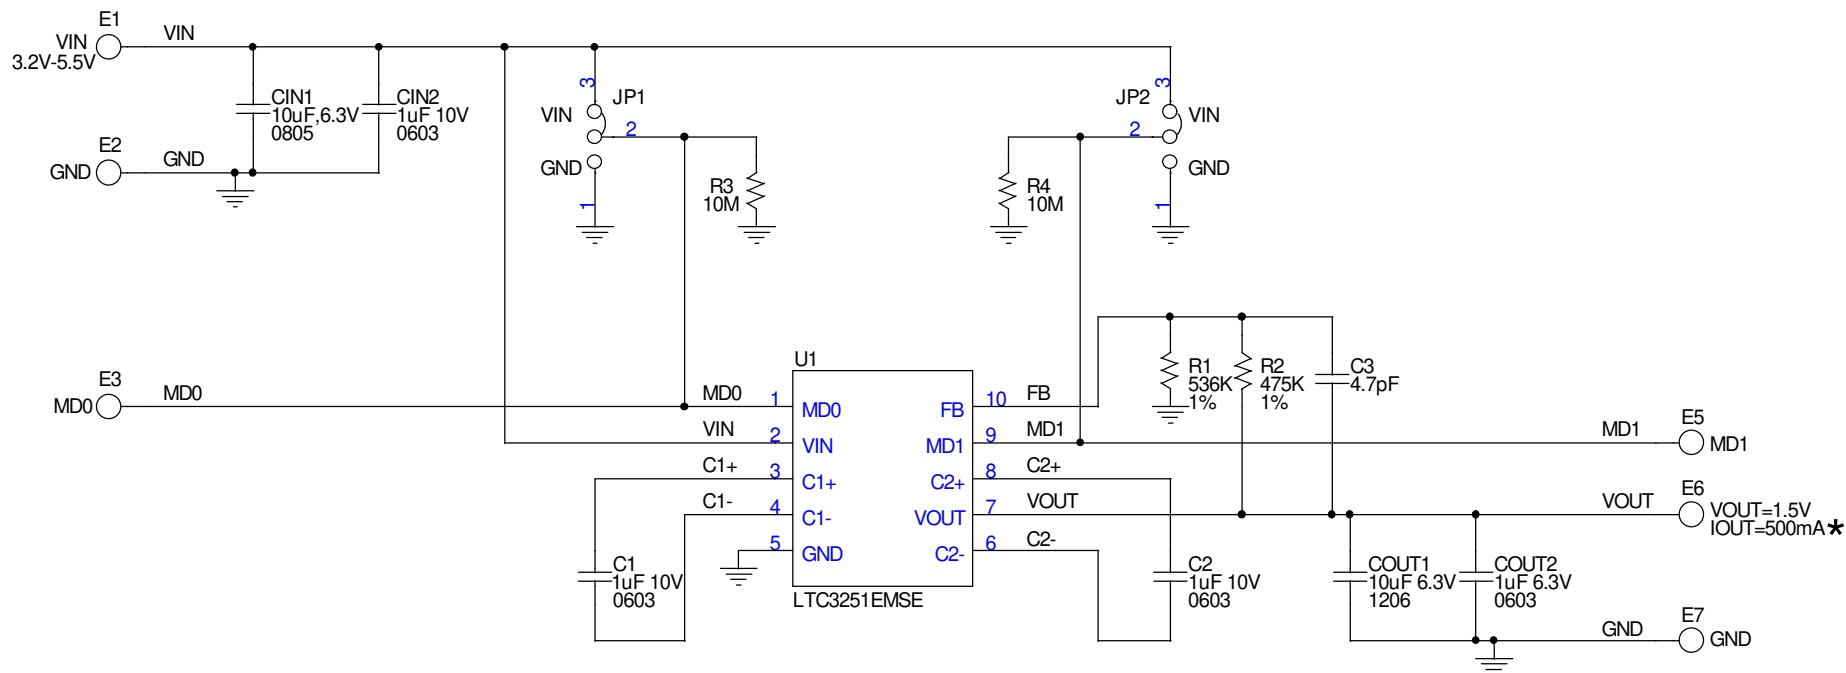 E1
VIN
3.2V-5.5V
VIN
CIN1
10uF,6.3V
0805
CIN2
1uF 10V
0603
E2
GND
GND
3
JP1
VIN
2
GND
1
R3
10M
3
JP2
VIN
2
GND
1
R4
10M
E3
MD0
MD0
U1
MD0
1
MD0
VIN
2
VIN
C1+
3
C1+
C1-
4
C1-
5
GND
LTC3251EMSE
FB
10
FB
MD1
9
MD1
C2+
8
C2+
VOUT
7
VOUT
C2-
6
C2-
C1
1uF 10V
0603
C2
1uF 10V
0603
R1
536K
1%
R2
475K
1%
C3
4.7pF
MD1
E5
MD1
VOUT
E6
VOUT=1.5V
IOUT=500mA*
COUT1
10uF 6.3V
1206
COUT2
1uF 6.3V
0603
GND
E7
GND